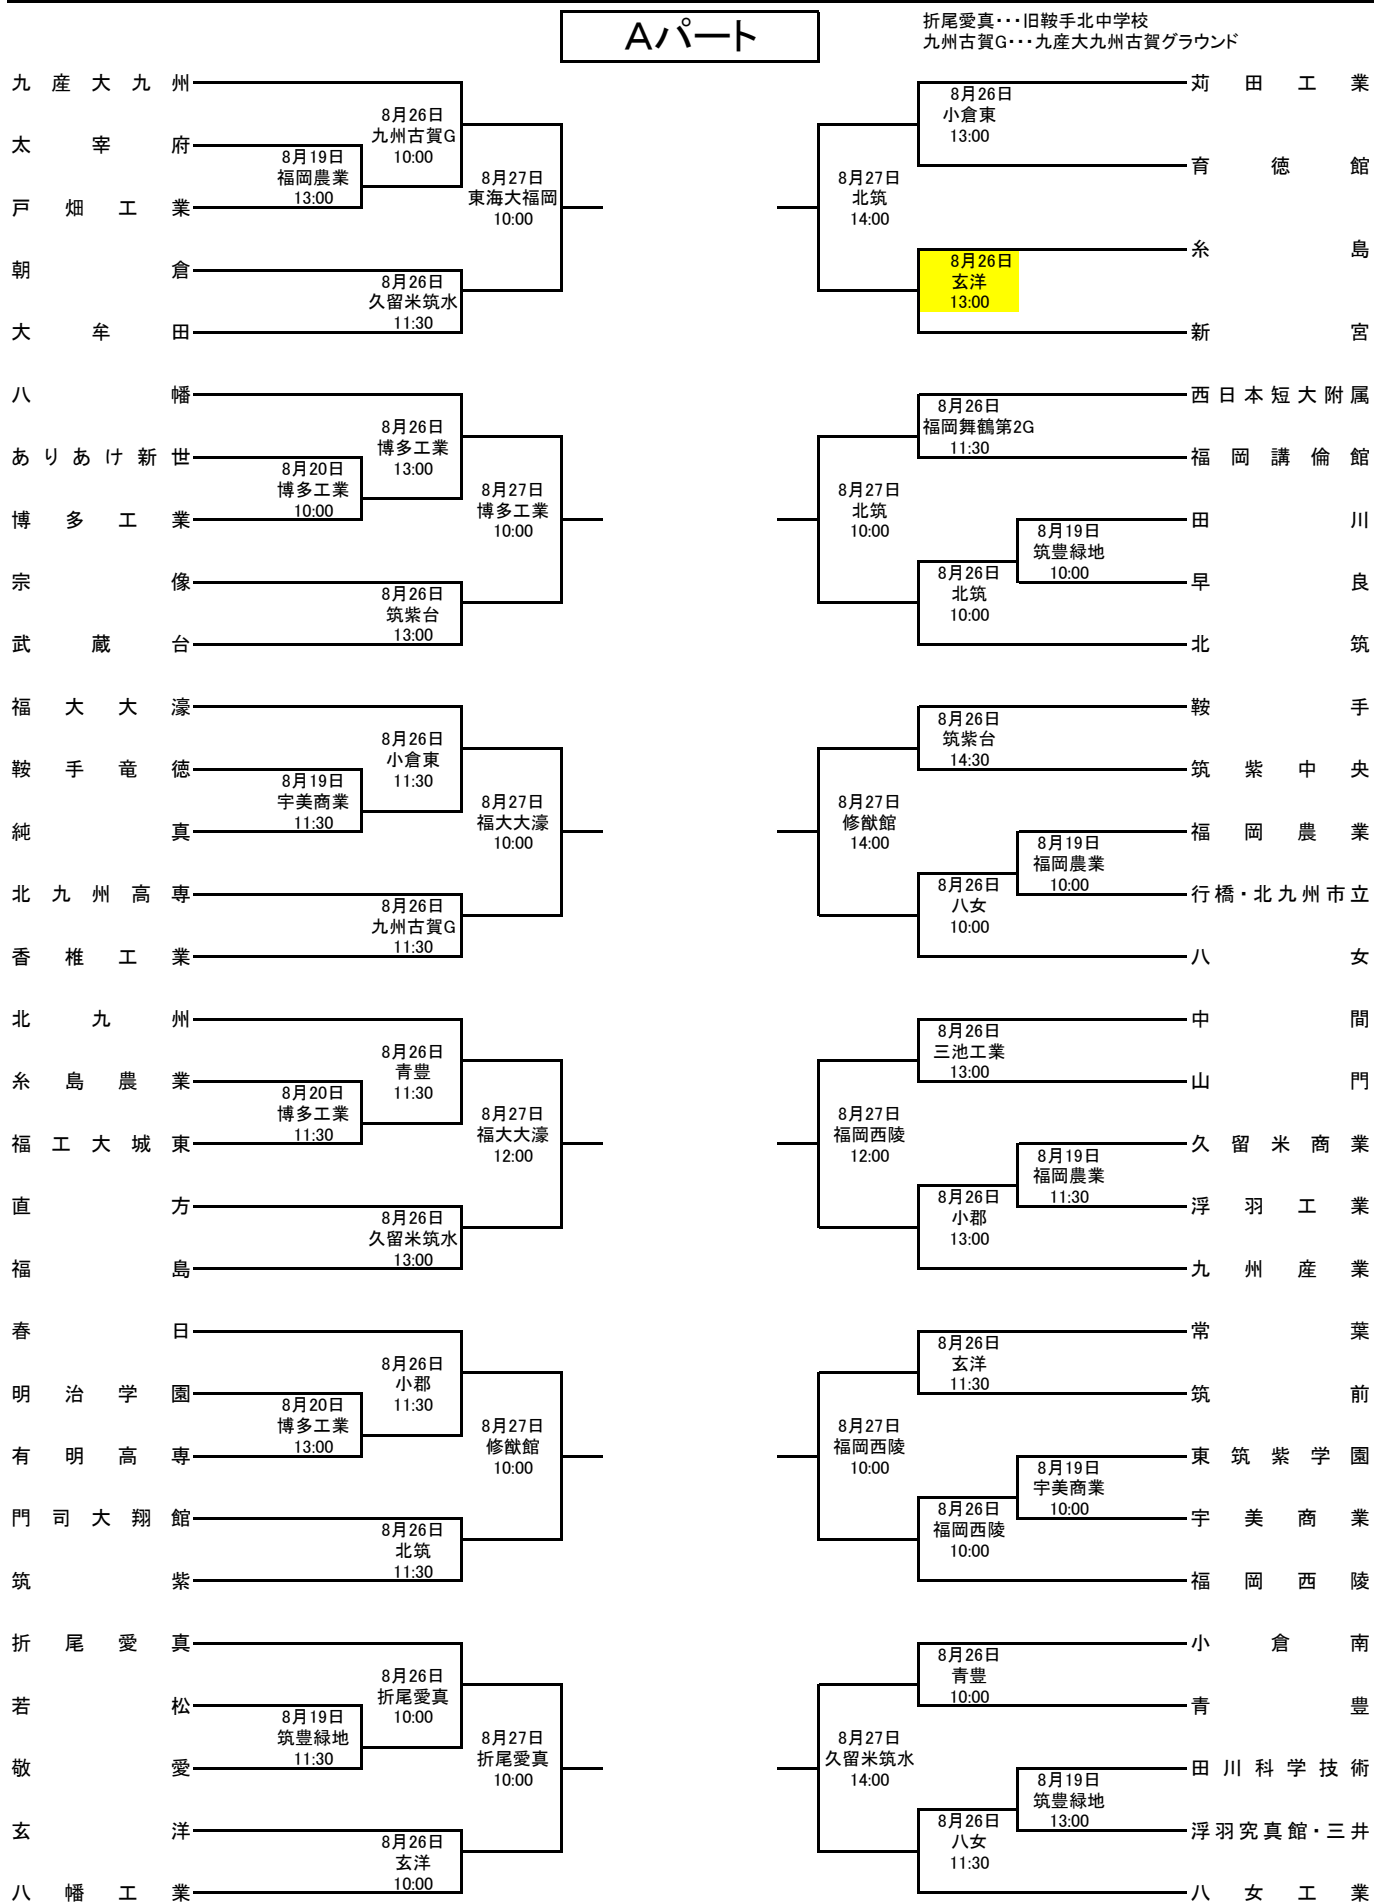 Aパート
折尾愛真･･･旧鞍手北中学校
九州古賀G･･･九産大九州古賀グラウンド
九産大九州
太宰府
戸畑工業
朝倉
大牟田
8月19日
福岡農業
13:00
8月26日
九州古賀G
10:00
8月26日
久留米筑水
11:30
8月27日
東海大福岡
10:00
八幡
ありあけ新世
博多工業
宗像
武蔵台
8月20日
博多工業
10:00
8月26日
博多工業
13:00
8月26日
筑紫台
13:00
8月27日
博多工業
10:00
福大大濠
鞍手竜徳
純真
北九州高専
香椎工業
8月19日
宇美商業
11:30
8月26日
小倉東
11:30
8月26日
九州古賀G
11:30
8月27日
福大大濠
10:00
北九州
糸島農業
福工大城東
直方
福島
8月20日
博多工業
11:30
8月26日
青豊
11:30
8月26日
久留米筑水
13:00
8月27日
福大大濠
12:00
春日
明治学園
有明高専
門司大翔館
筑紫
8月20日
博多工業
13:00
8月26日
小郡
11:30
8月26日
北筑
11:30
8月27日
修猷館
10:00
折尾愛真
若松
敬愛
玄洋
八幡工業
8月19日
筑豊緑地
11:30
8月26日
折尾愛真
10:00
8月26日
玄洋
10:00
8月27日
折尾愛真
10:00
苅田工業
育徳館
糸島
新宮
8月26日
小倉東
13:00
8月26日
玄洋
13:00
8月27日
北筑
14:00
西日本短大附属
福岡講倫館
田川
早良
北筑
8月26日
福岡舞鶴第2G
11:30
8月19日
筑豊緑地
10:00
8月26日
北筑
10:00
8月27日
北筑
10:00
鞍手
筑紫中央
福岡農業
行橋・北九州市立
八女
8月26日
筑紫台
14:30
8月19日
福岡農業
10:00
8月26日
八女
10:00
8月27日
修猷館
14:00
中間
山門
久留米商業
浮羽工業
九州産業
8月26日
三池工業
13:00
8月19日
福岡農業
11:30
8月26日
小郡
13:00
8月27日
福岡西陵
12:00
常葉
筑前
東筑紫学園
宇美商業
福岡西陵
8月26日
玄洋
11:30
8月19日
宇美商業
10:00
8月26日
福岡西陵
10:00
8月27日
福岡西陵
10:00
小倉南
青豊
田川科学技術
浮羽究真館・三井
八女工業
8月26日
青豊
10:00
8月19日
筑豊緑地
13:00
8月26日
八女
11:30
8月27日
久留米筑水
14:00